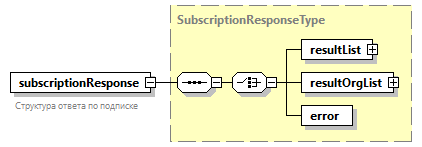 SubscriptionResponseType
resultList
subscriptionResponse
resultOrgList
Структура ответа по подписке
error